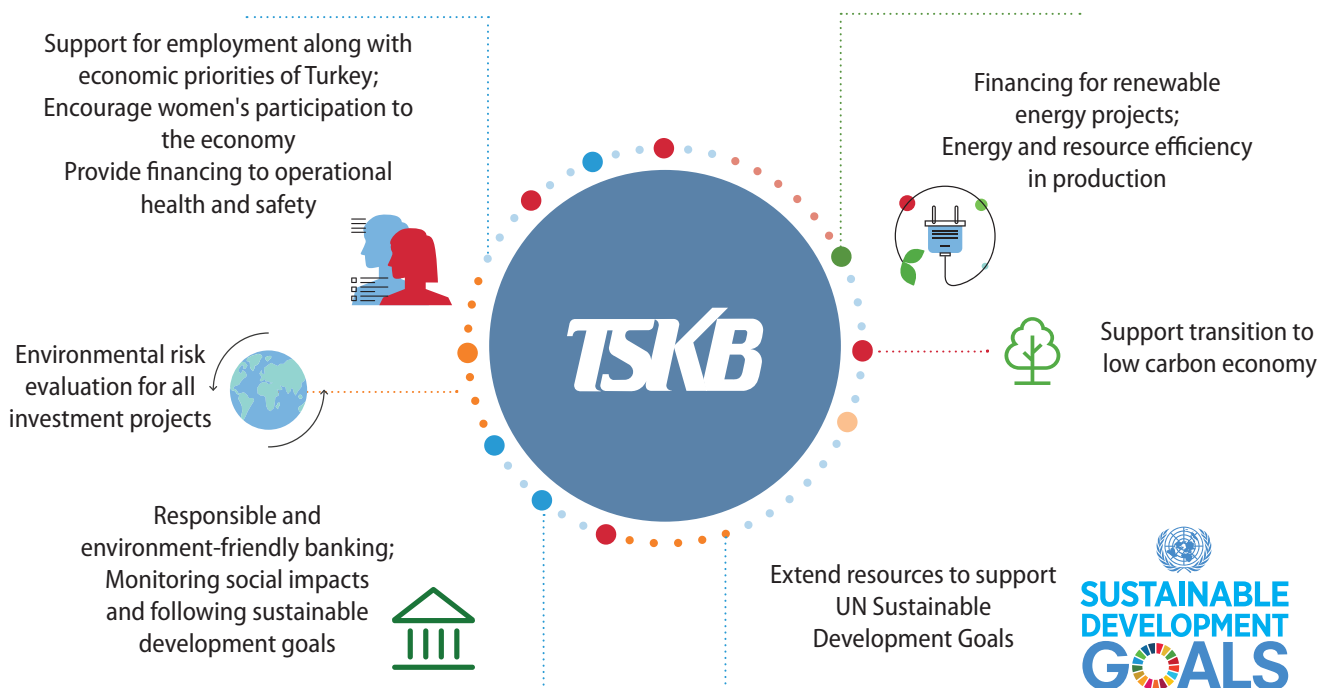 Support for employment along with
economic priorities of Turkey;
Encourage women's participation to
the economy
Provide financing to operational
health and safety
Financing for renewable
energy projects;
Energy and resource efficiency
in production
TSKB
Support transition to
low carbon economy
Environmental risk
evaluation for all
investment projects
Responsible and
environment-friendly banking;
Monitoring social impacts
and following sustainable
development goals
Extend resources to support
UN Sustainable
Development Goals
SUSTAINABLE
DEVELOPMENT
GOALS